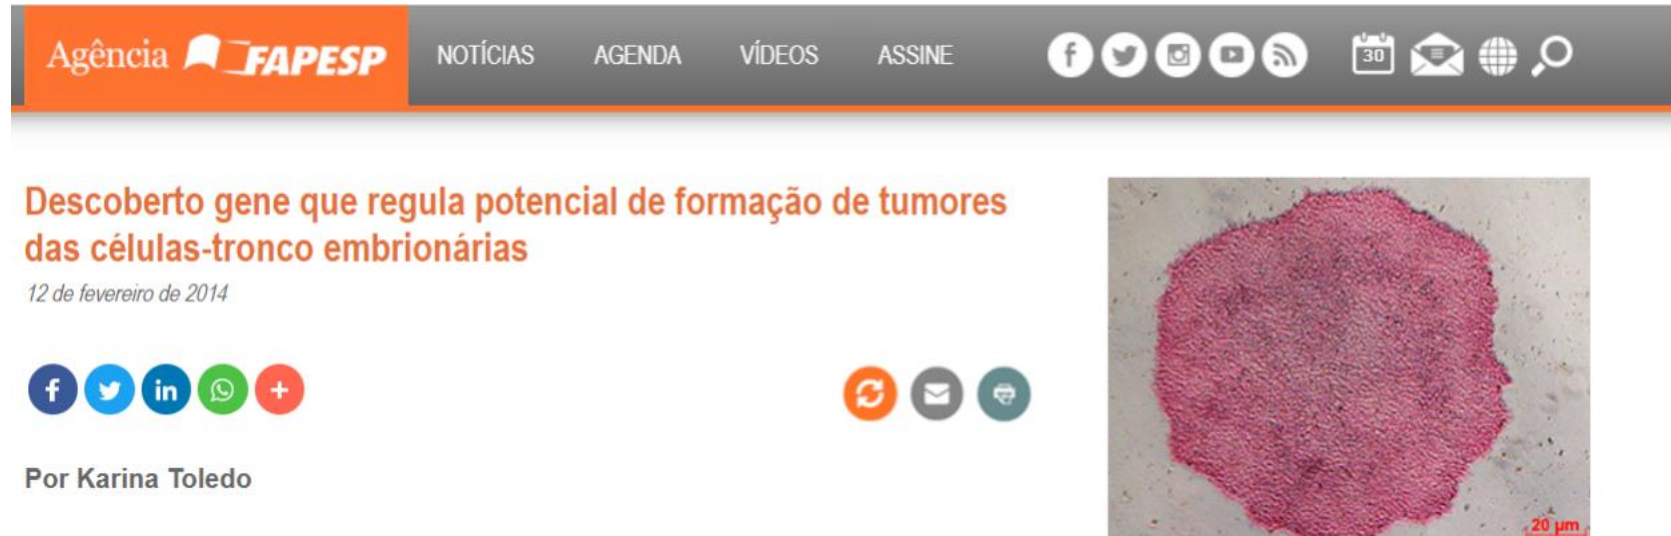 Agência FAPESP NOTÍCIAS AGENDA VÍDEOS ASSINE 30
Descoberto gene que regula potencial de formação de tumores
das células-tronco embrionárias
12 de fevereiro de 2014
Por Karina Toledo
20 µm